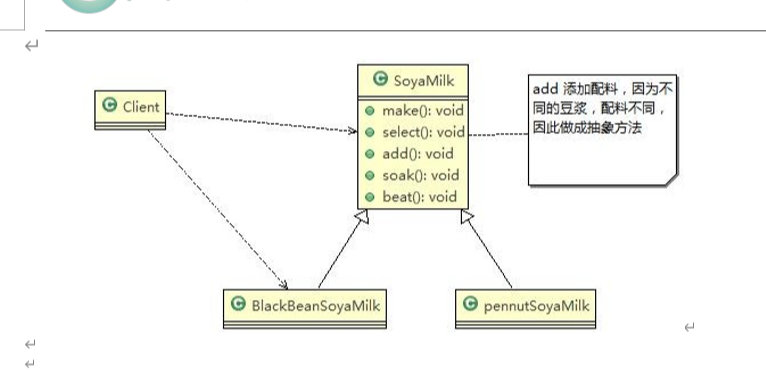 SoyaMilk
make(): void
select(): void
add(): void
soak(): void
beat(): void
Client
add 添加配料，因为不
同的豆浆，配料不同，
因此做成抽象方法
BlackBeanSoyaMilk
pennutSoyaMilk